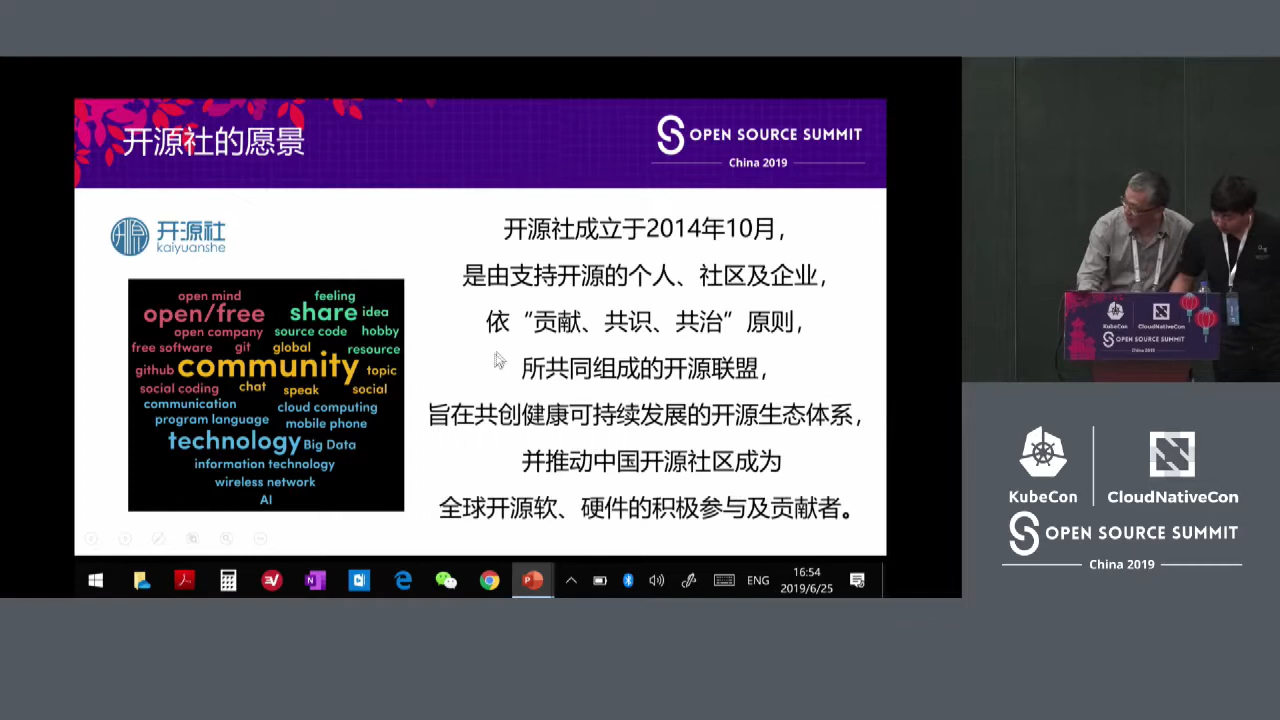 开源社的愿景
OPEN SOURCE SUMMIT
China 2019
开源社
kaiyuanshe
开源社成立于2014年10月，
是由支持开源的个人、社区及企业，
依“贡献、共识、共治”原则，
所共同组成的开源联盟，
旨在共创健康可持续发展的开源生态体系，
并推动中国开源社区成为
全球开源软、硬件的积极参与及贡献者。
open mind feeling
open/free share idea
open company source code hobby
free software git global resource
github community topic
social coding chat speak social
communication cloud computing
program language mobile phone
technology Big Data
information technology
wireless network
AI
ENG
16:54
2019/6/25
KubeCon CloudNativeCon
OPEN SOURCE SUMMIT
China 2019
KubeCon CloudNativeCon
OPEN SOURCE SUMMIT
China 2019